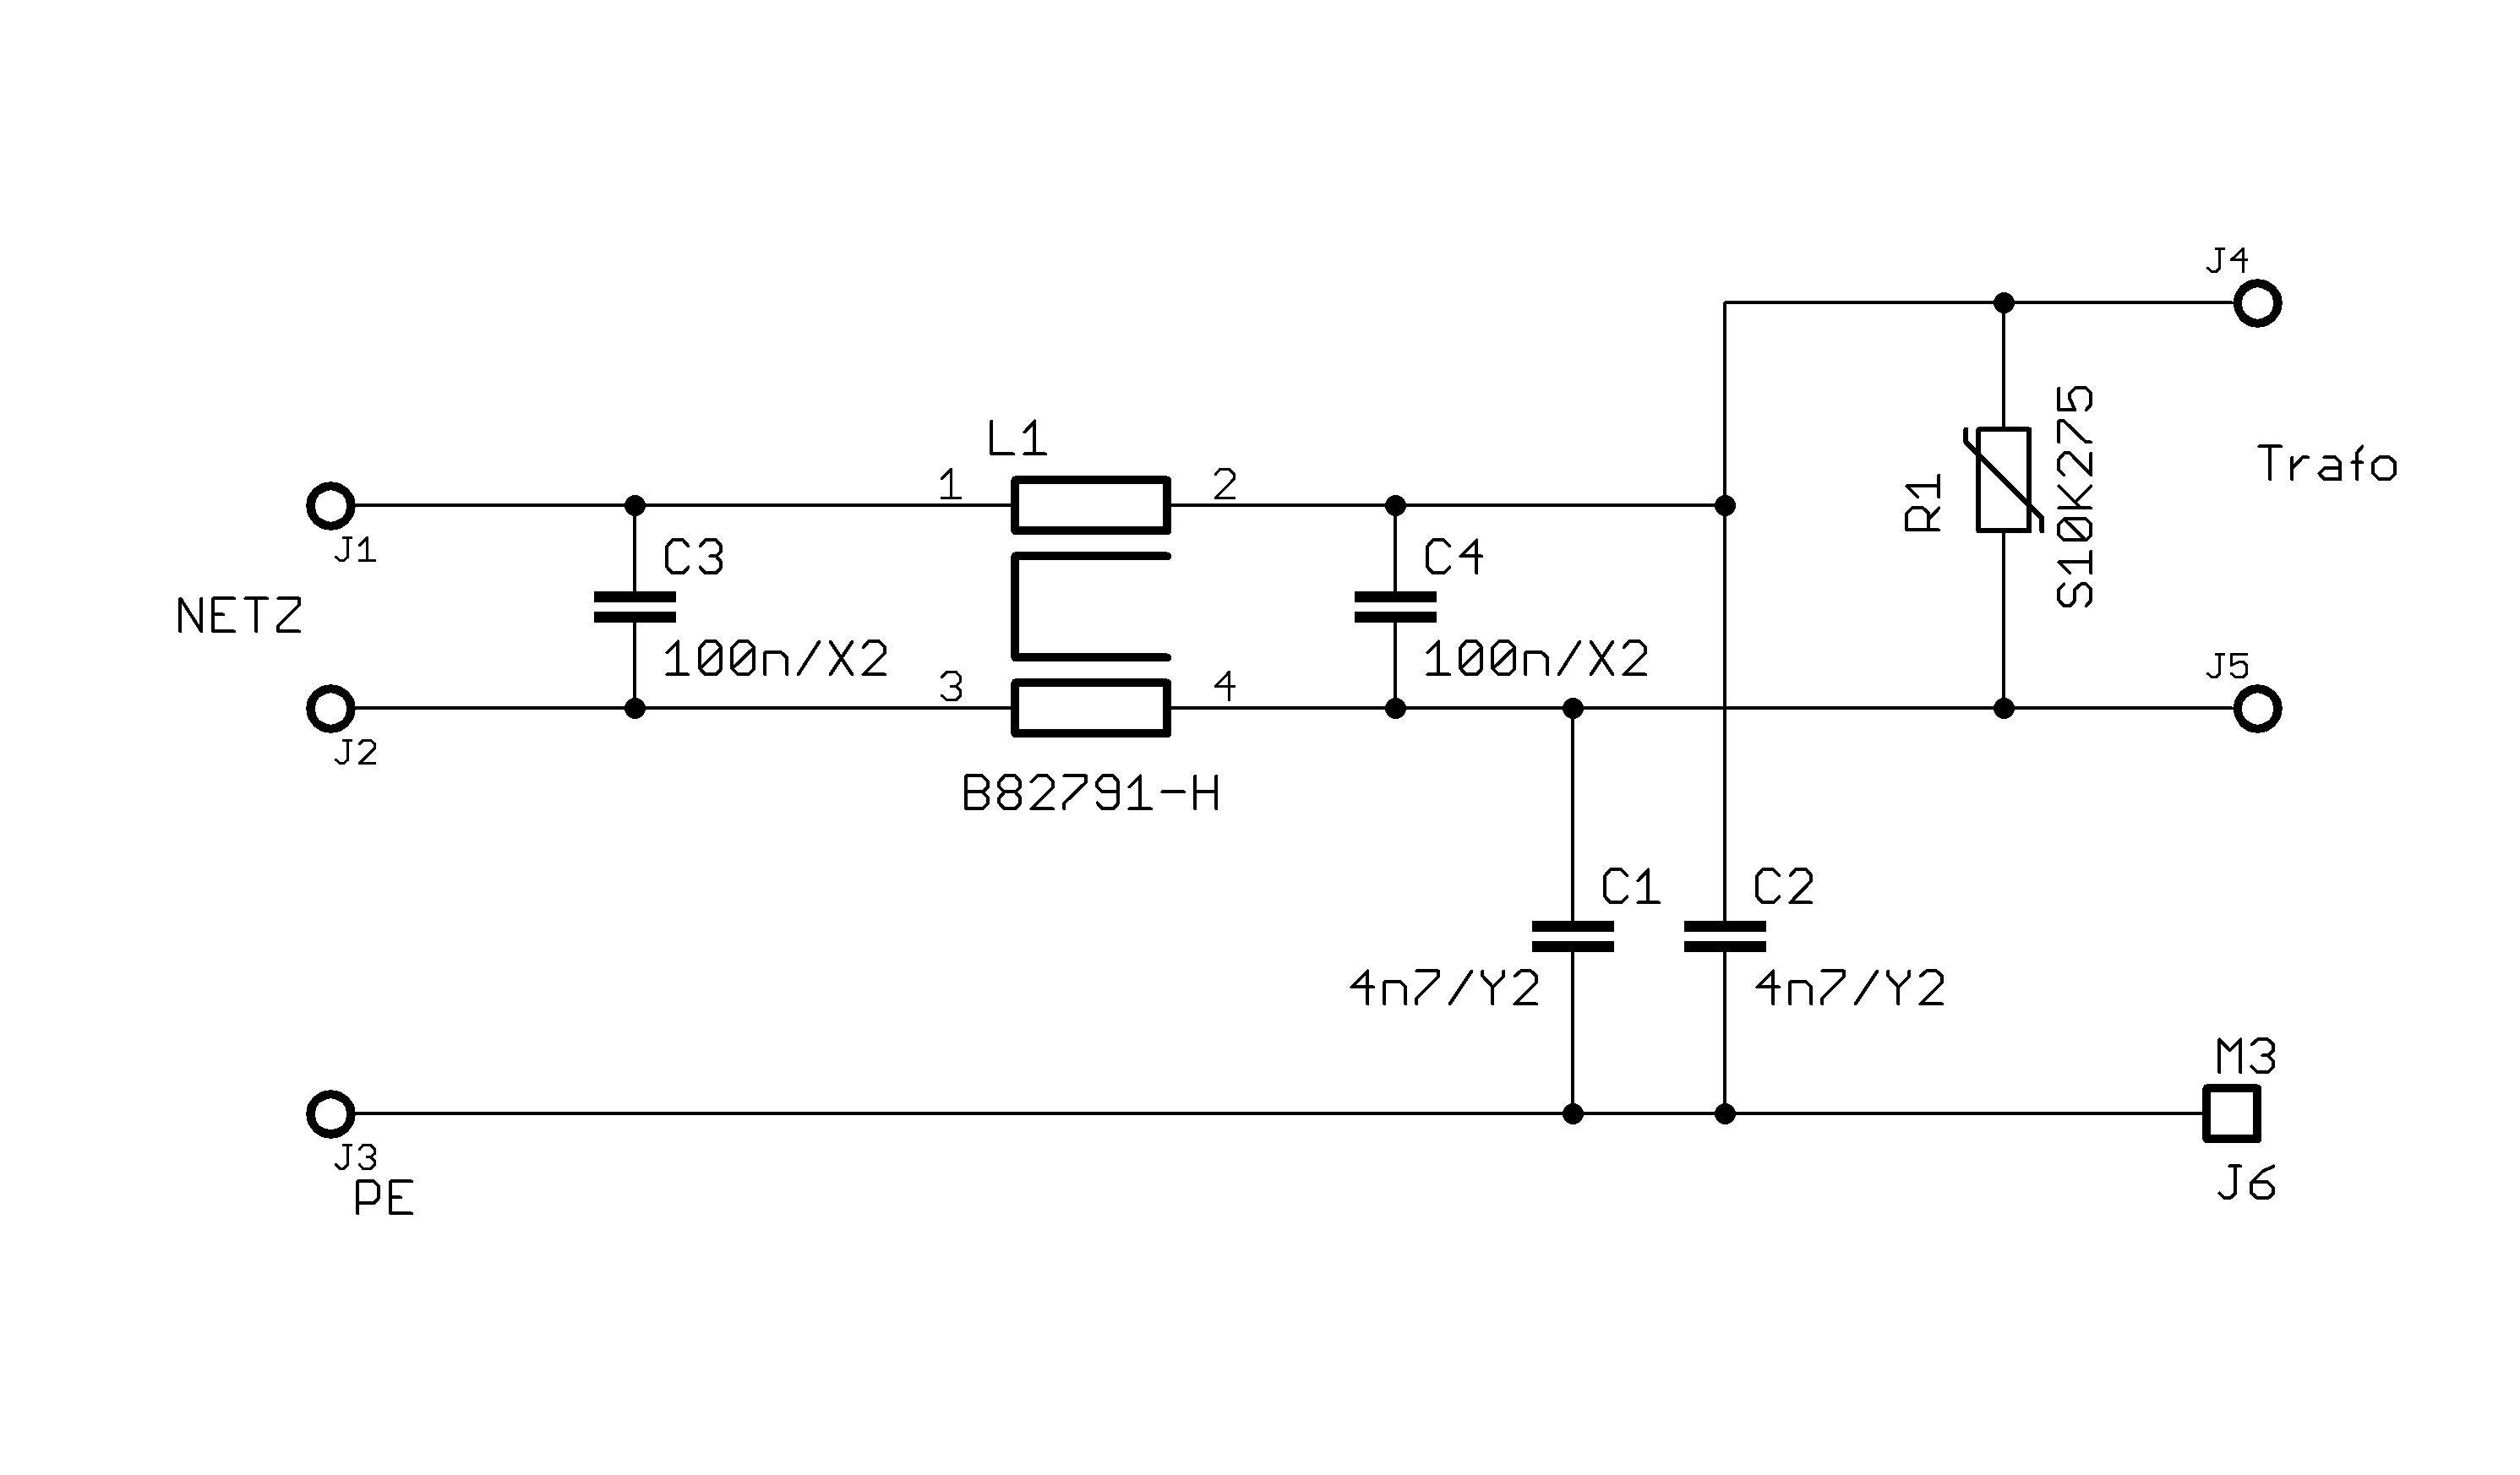 J4
L1
1
2
J1
C3
C4
R1
S10K275
Trafo
NETZ
100n/X2
100n/X2
3
4
J5
J2
B82791-H
C1
C2
4n7/Y2
4n7/Y2
M3
J3
J6
PE